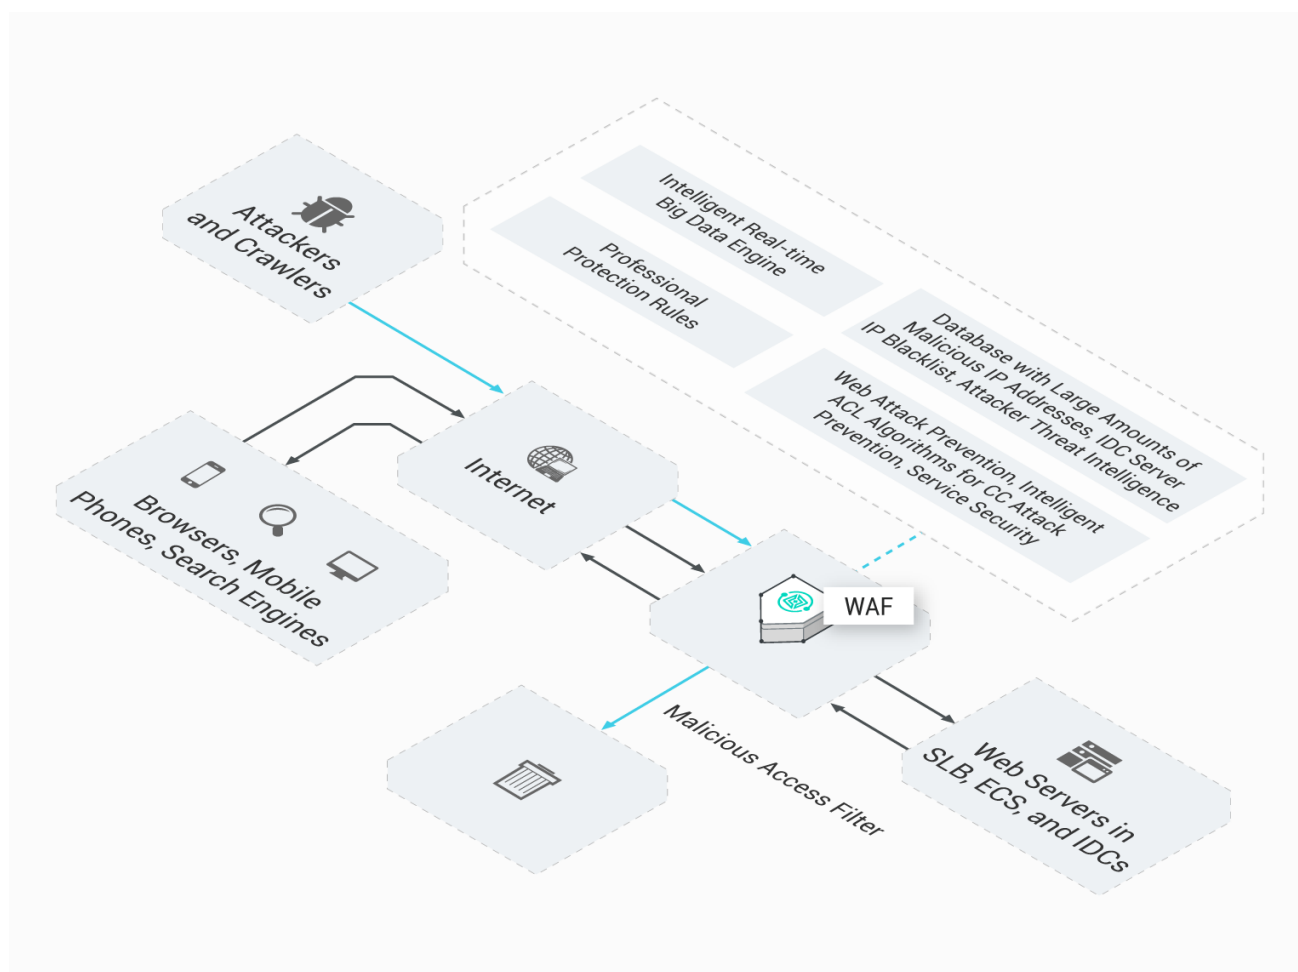 Attackers
and Crawlers
Intelligent Real-time
Big Data Engine
Professional
Protection Rules
Database with Large Amounts of
Malicious IP Addresses, IDC Server
IP Blacklist, Attacker Threat Intelligence
Web Attack Prevention, Intelligent
ACL Algorithms for CC Attack
Prevention, Service Security
Internet
Browsers, Mobile
Phones, Search Engines
WAF
Malicious Access Filter
Web Servers in
SLB, ECS, and IDCs